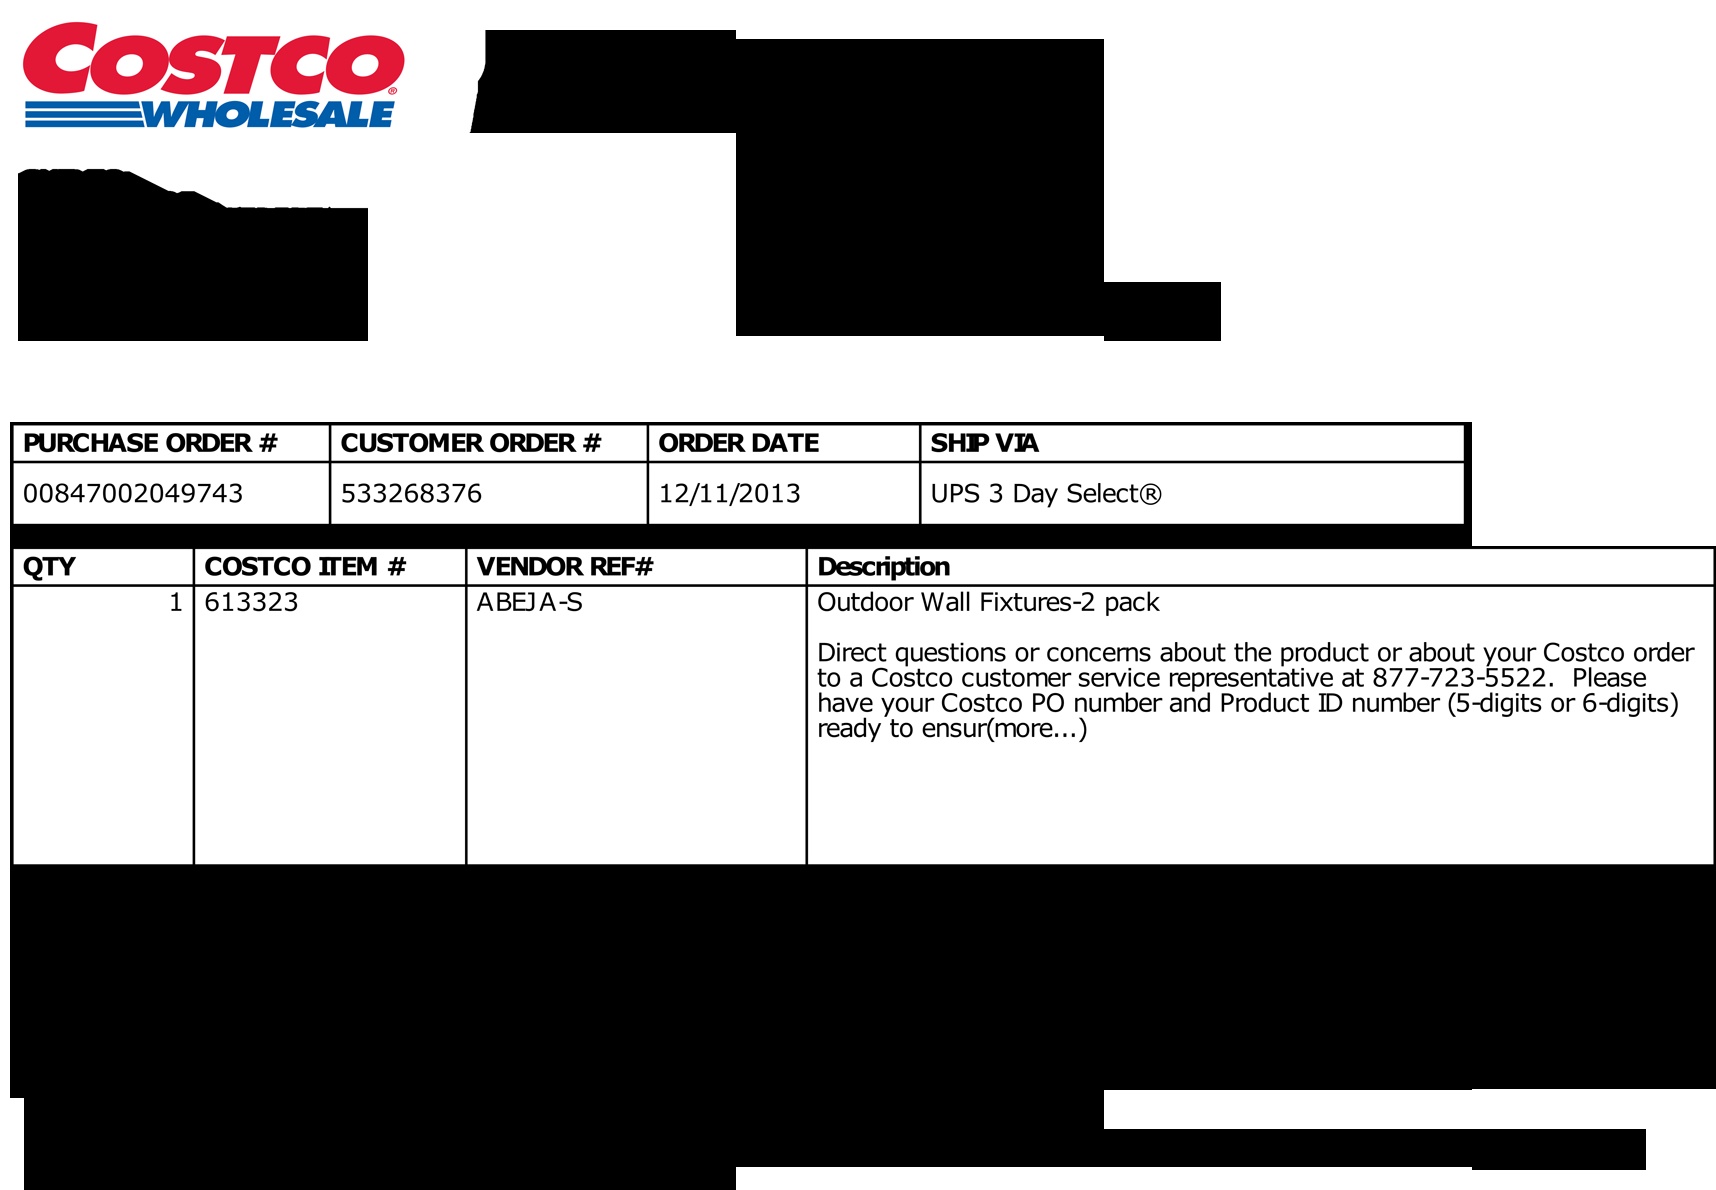 COSTCO®
WHOLESALE
PURCHASE ORDER # CUSTOMER ORDER # ORDER DATE SHIP VIA
00847002049743 533268376 12/11/2013 UPS 3 Day Select®
QTY COSTCO ITEM # VENDOR REF# Description
1 613323 ABEJA-S Outdoor Wall Fixtures-2 pack
Direct questions or concerns about the product or about your Costco order
to a Costco customer service representative at 877-723-5522. Please
have your Costco PO number and Product ID number (5-digits or 6-digits)
ready to ensur(more...)